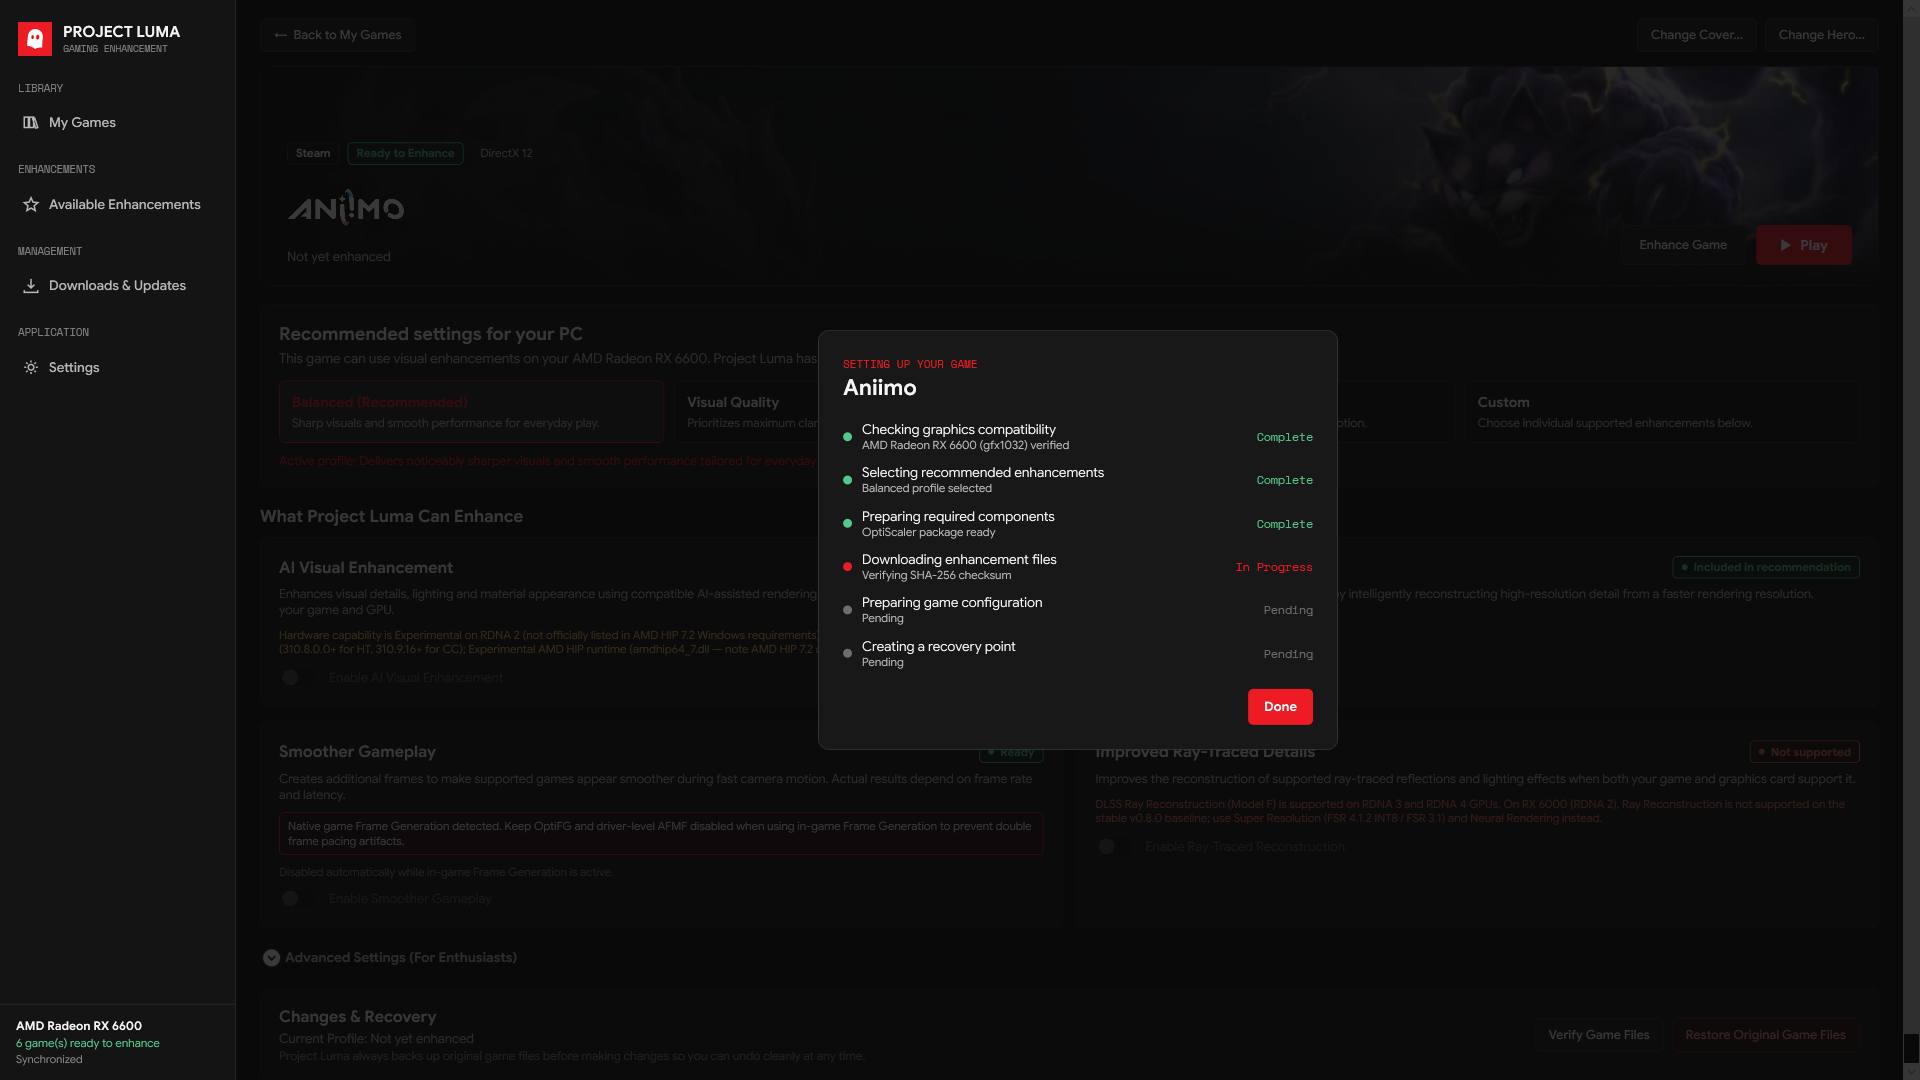 PROJECT LUMA
GAMING ENHANCEMENT
LIBRARY
My Games
ENHANCEMENTS
Available Enhancements
MANAGEMENT
Downloads & Updates
APPLICATION
Settings
AMD Radeon RX 6600
6 game(s) ready to enhance
Synchronized
← Back to My Games
Change Cover...
Change Hero...
Steam
Ready to Enhance
DirectX 12
ANIIMO
Not yet enhanced
Enhance Game
Play
Recommended settings for your PC
This game can use visual enhancements on your AMD Radeon RX 6600. Project Luma has
Balanced (Recommended)
Sharp visuals and smooth performance for everyday play.
Visual Quality
Prioritizes maximum clar
otion.
Custom
Choose individual supported enhancements below.
Active profile: Delivers noticeably sharper visuals and smooth performance tailored for everyday
What Project Luma Can Enhance
AI Visual Enhancement
Enhances visual details, lighting and material appearance using compatible AI-assisted rendering
your game and GPU.
Hardware capability is Experimental on RDNA 2 (not officially listed in AMD HIP 7.2 Windows requirements
(310.8.0.0+ for HT, 310.9.16+ for CC); Experimental AMD HIP runtime (amdhip64_7.dll — note AMD HIP 7.2
Enable AI Visual Enhancement
Included in recommendation
by intelligently reconstructing high-resolution detail from a faster rendering resolution.
SETTING UP YOUR GAME
Aniimo
Checking graphics compatibility
AMD Radeon RX 6600 (gfx1032) verified
Complete
Selecting recommended enhancements
Balanced profile selected
Complete
Preparing required components
OptiScaler package ready
Complete
Downloading enhancement files
Verifying SHA-256 checksum
In Progress
Preparing game configuration
Pending
Pending
Creating a recovery point
Pending
Pending
Done
Smoother Gameplay
Ready
Creates additional frames to make supported games appear smoother during fast camera motion. Actual results depend on frame rate
and latency.
Native game Frame Generation detected. Keep OptiFG and driver-level AFMF disabled when using in-game Frame Generation to prevent double
frame pacing artifacts.
Disabled automatically while in-game Frame Generation is active.
Enable Smoother Gameplay
Improved Ray-Traced Details
Not supported
Improves the reconstruction of supported ray-traced reflections and lighting effects when both your game and graphics card support it.
DLSS Ray Reconstruction (Model F) is supported on RDNA 3 and RDNA 4 GPUs. On RX 6000 (RDNA 2), Ray Reconstruction is not supported on the
stable v0.8.0 baseline; use Super Resolution (FSR 4.1.2 INT8 / FSR 3.1) and Neural Rendering instead.
Enable Ray-Traced Reconstruction
Advanced Settings (For Enthusiasts)
Changes & Recovery
Current Profile: Not yet enhanced
Project Luma always backs up original game files before making changes so you can undo cleanly at any time.
Verify Game Files
Restore Original Game Files